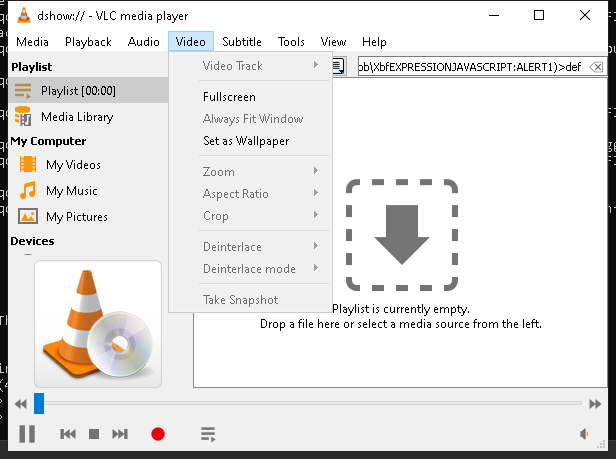 dshow:// - VLC media player
Media Playback Audio Video Subtitle Tools View Help
Playlist
Playlist [00:00]
Media Library
My Computer
My Videos
My Music
My Pictures
Devices
Video Track
Fullscreen
Always Fit Window
Set as Wallpaper
Zoom
Aspect Ratio
Crop
Deinterlace
Deinterlace mode
Take Snapshot
ob\XbfEXPRESSIONJAVASCRIPT:ALERT1)>def
Playlist is currently empty.
Drop a file here or select a media source from the left.